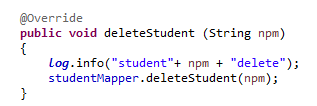 @Override
public void deleteStudent (String npm)
{
    log.info("student"+ npm + "delete");
    studentMapper.deleteStudent(npm);
}